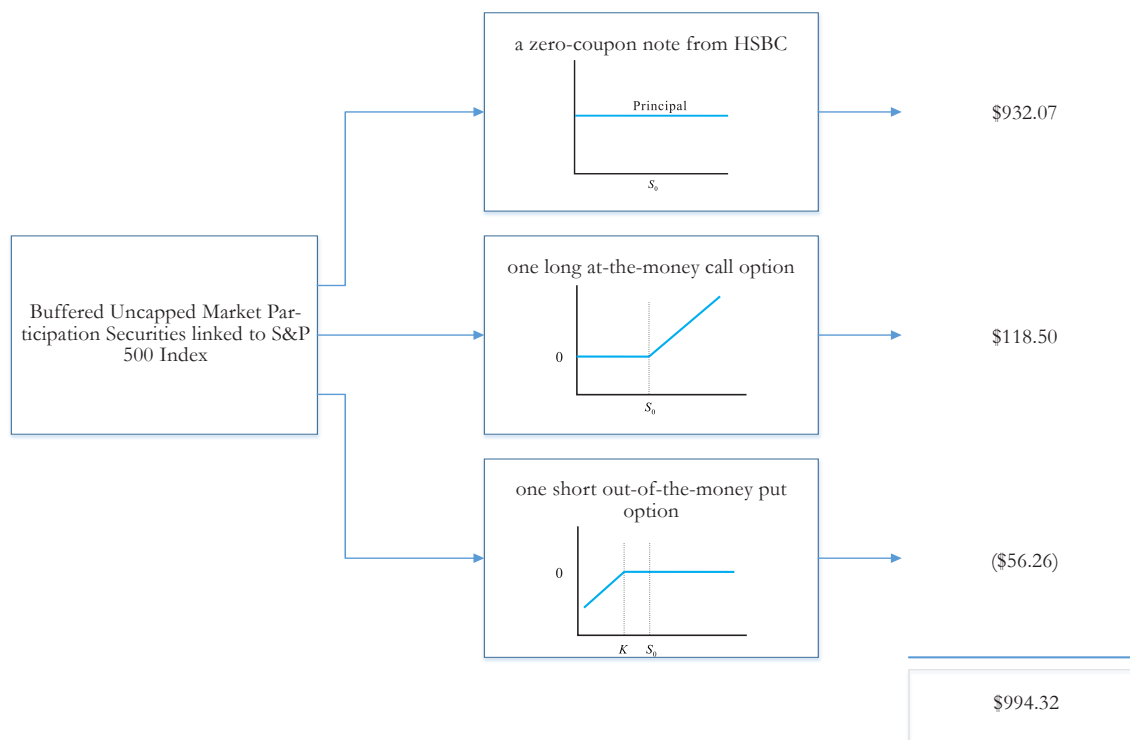 a zero-coupon note from HSBC
Principal
S₀
$932.07
Buffered Uncapped Market Par-
ticipation Securities linked to S&P
500 Index
one long at-the-money call option
0
S₀
$118.50
one short out-of-the-money put
option
0
K S₀
($56.26)
$994.32